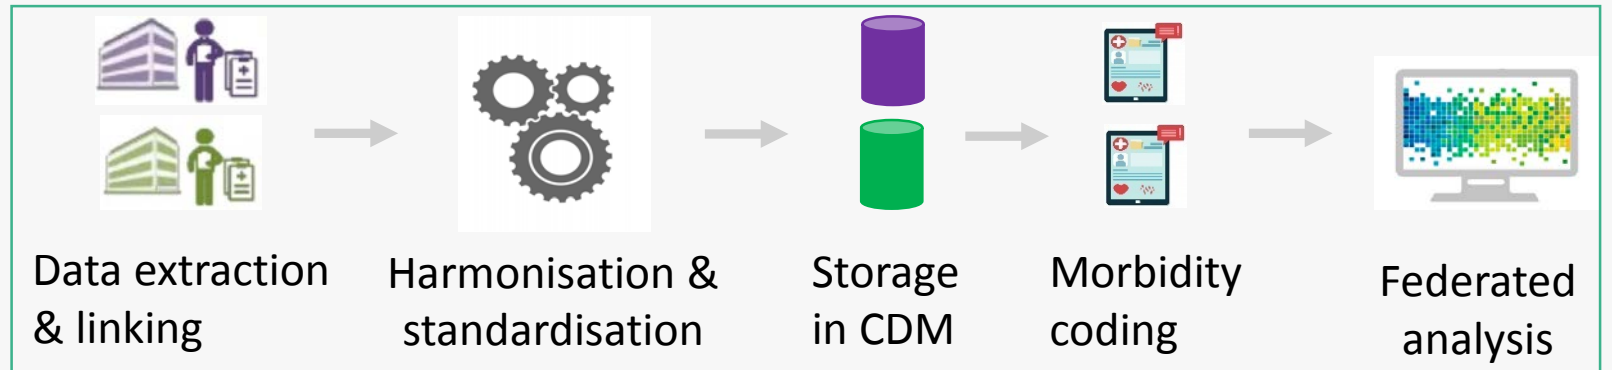 Data extraction
& linking
Harmonisation &
standardisation
Storage
in CDM
Morbidity
coding
Federated
analysis